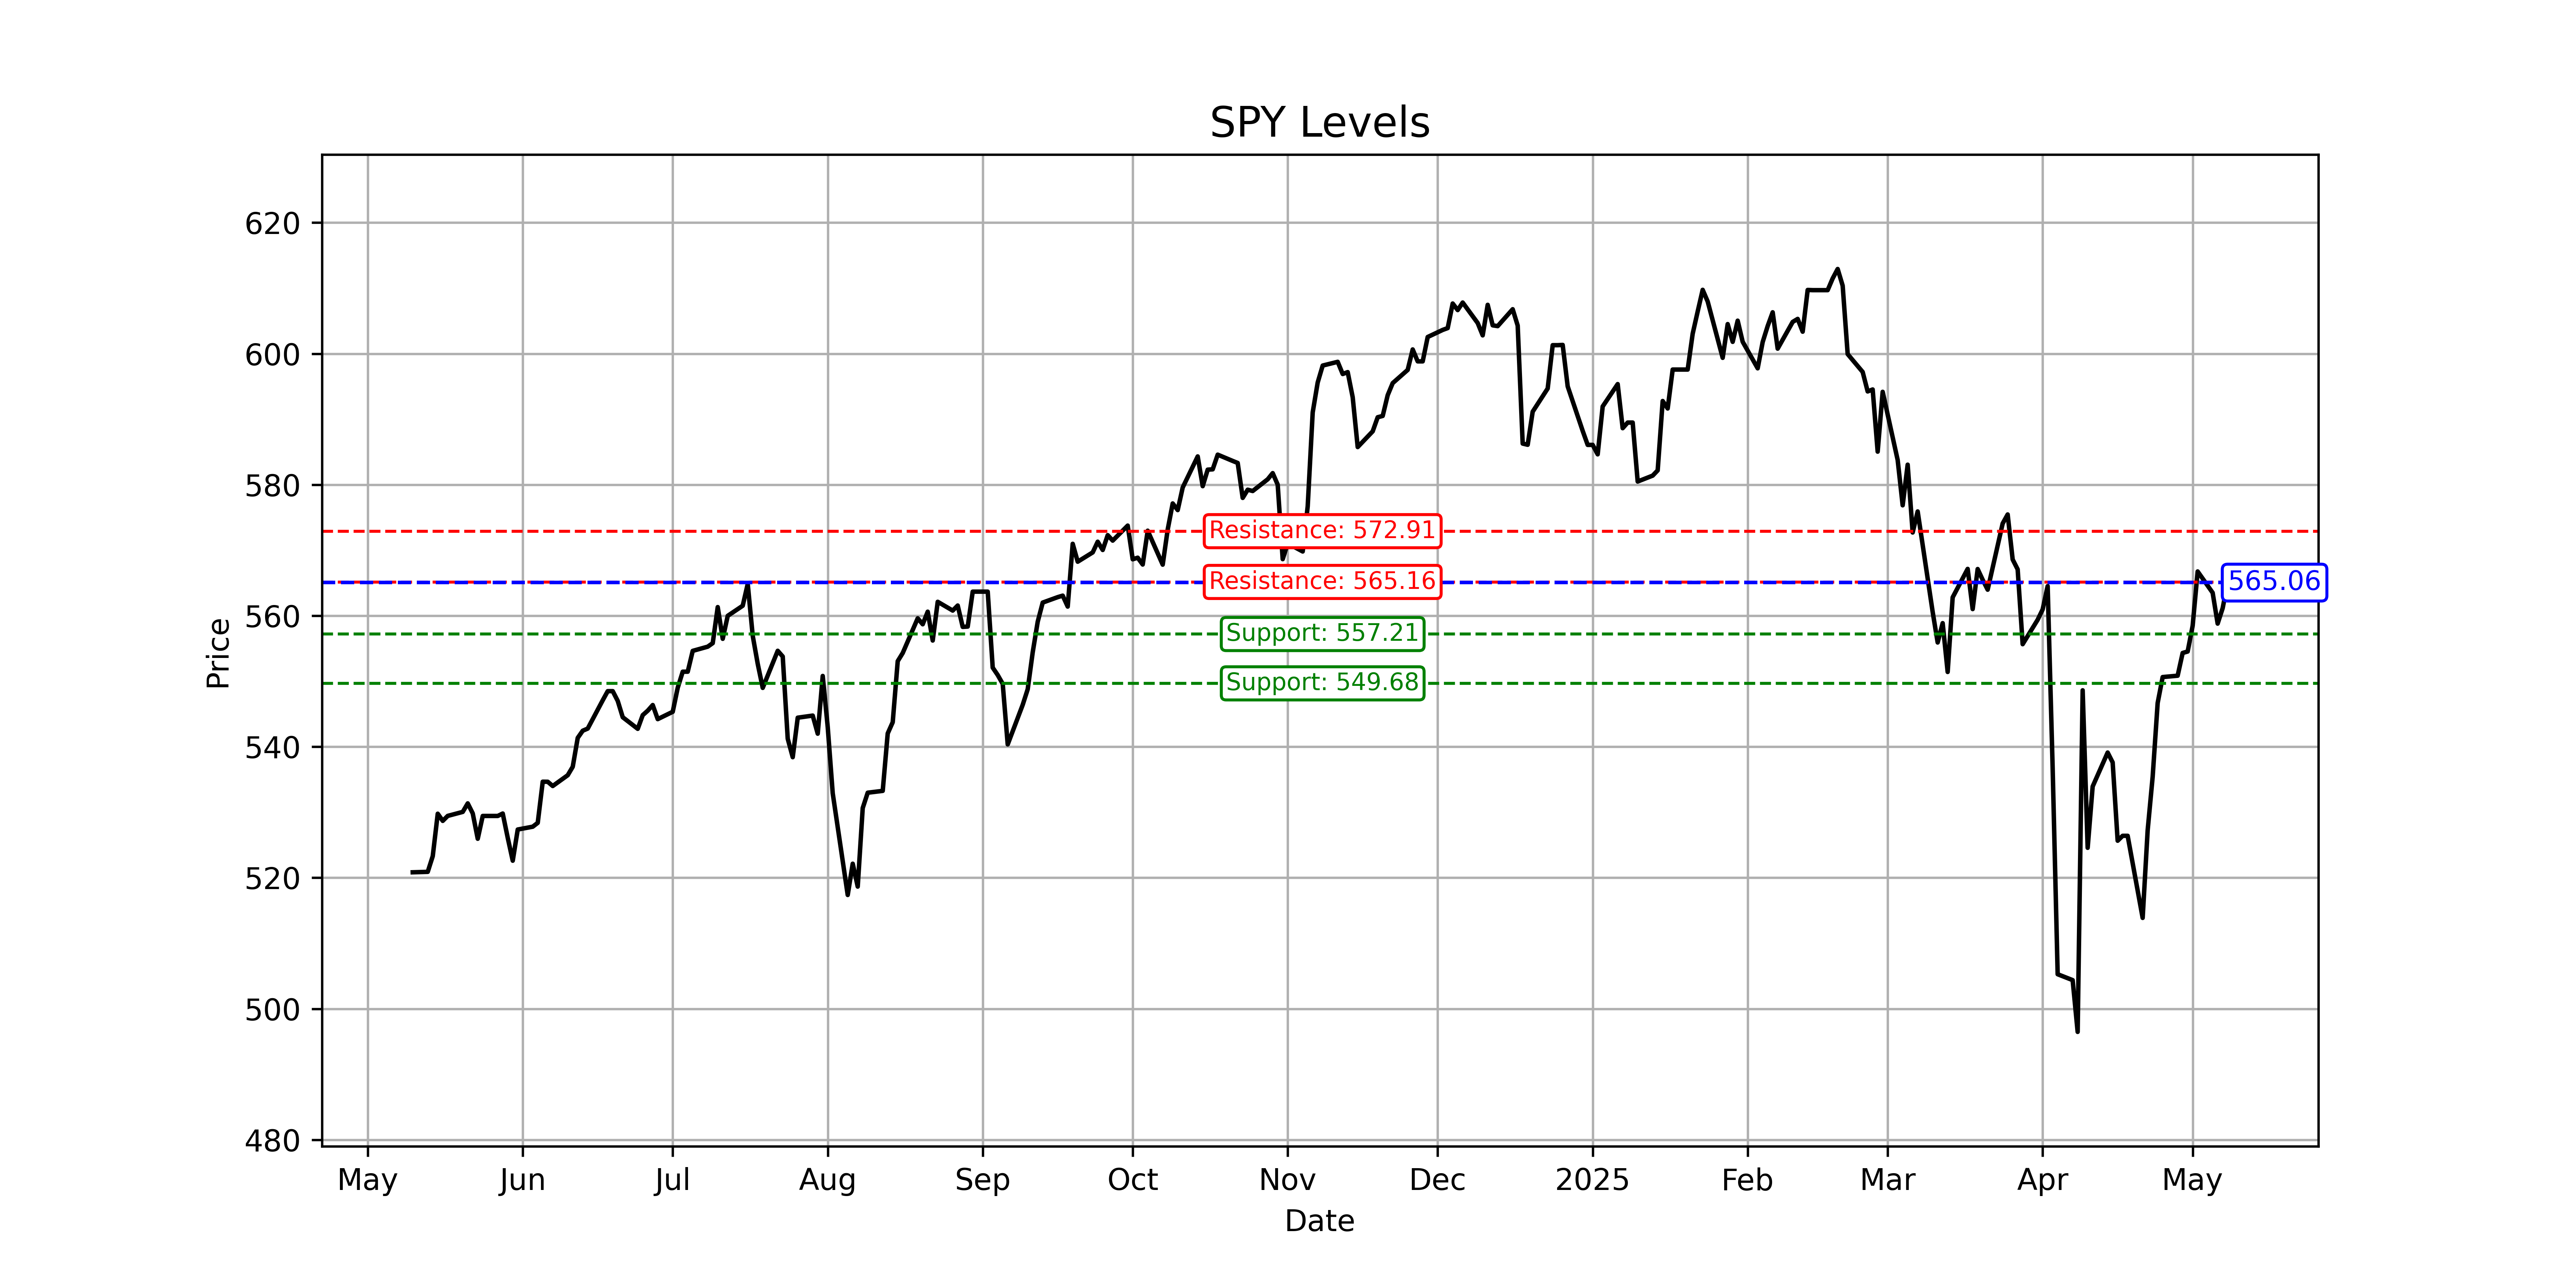 SPY Levels
620
600
580
560
540
520
500
480
Price
Resistance: 572.91
Resistance: 565.16
565.06
Support: 557.21
Support: 549.68
May Jun Jul Aug Sep Oct Nov Dec 2025 Feb Mar Apr May
Date